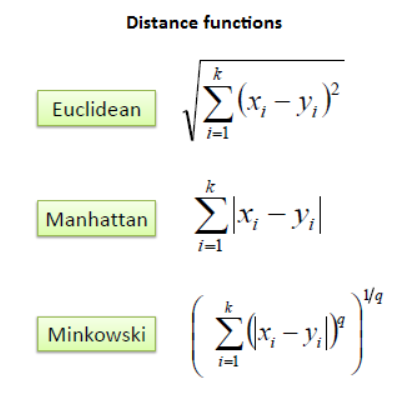 Distance functions
Euclidean √(∑_{i=1}^{k} (x_i − y_i)²)
Manhattan ∑_{i=1}^{k} |x_i − y_i|
Minkowski (∑_{i=1}^{k} (|x_i − y_i|)^q)^{1/q}